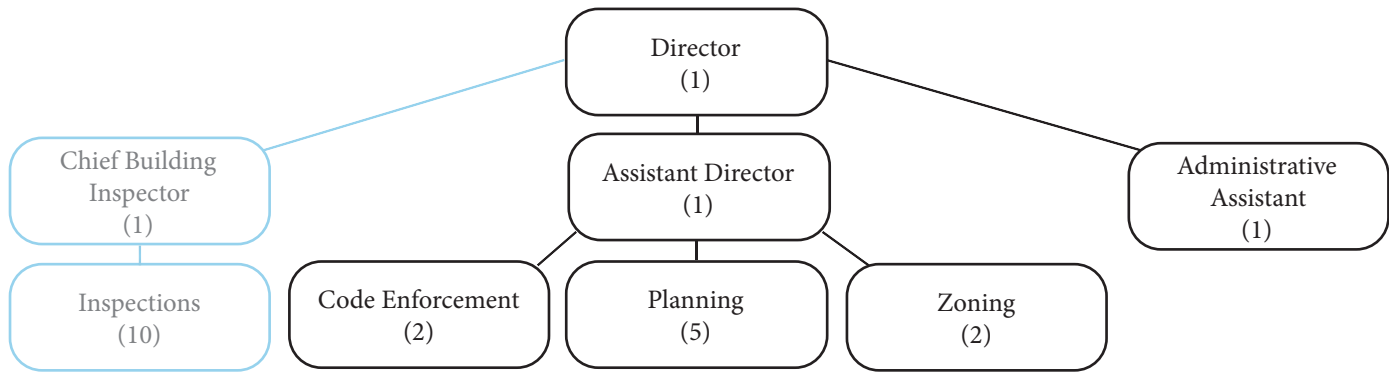 Director
(1)
Chief Building
Inspector
(1)
Assistant Director
(1)
Administrative
Assistant
(1)
Inspections
(10)
Code Enforcement
(2)
Planning
(5)
Zoning
(2)